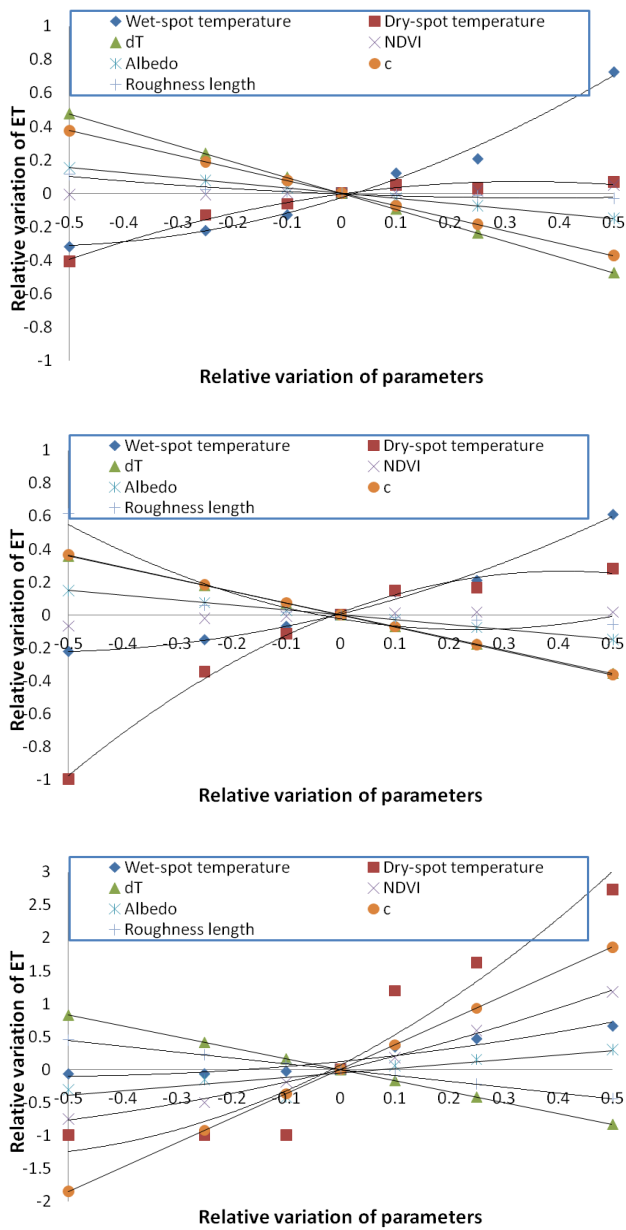 1
0.8
0.6
0.4
0.2
0
-0.2
-0.4
-0.6
-0.8
-1
Relative variation of ET
Wet-spot temperature
Dry-spot temperature
dT
NDVI
Albedo
c
Roughness length
-0.5 -0.4 -0.3 -0.2 -0.1 0 0.1 0.2 0.3 0.4 0.5
Relative variation of parameters
1
0.8
0.6
0.4
0.2
0
-0.2
-0.4
-0.6
-0.8
-1
Relative variation of ET
Wet-spot temperature
Dry-spot temperature
dT
NDVI
Albedo
c
Roughness length
-0.5 -0.4 -0.3 -0.2 -0.1 0 0.1 0.2 0.3 0.4 0.5
Relative variation of parameters
3
2.5
2
1.5
1
0.5
0
-0.5
-1
-1.5
-2
Relative variation of ET
Wet-spot temperature
Dry-spot temperature
dT
NDVI
Albedo
c
Roughness length
-0.5 -0.4 -0.3 -0.2 -0.1 0 0.1 0.2 0.3 0.4 0.5
Relative variation of parameters